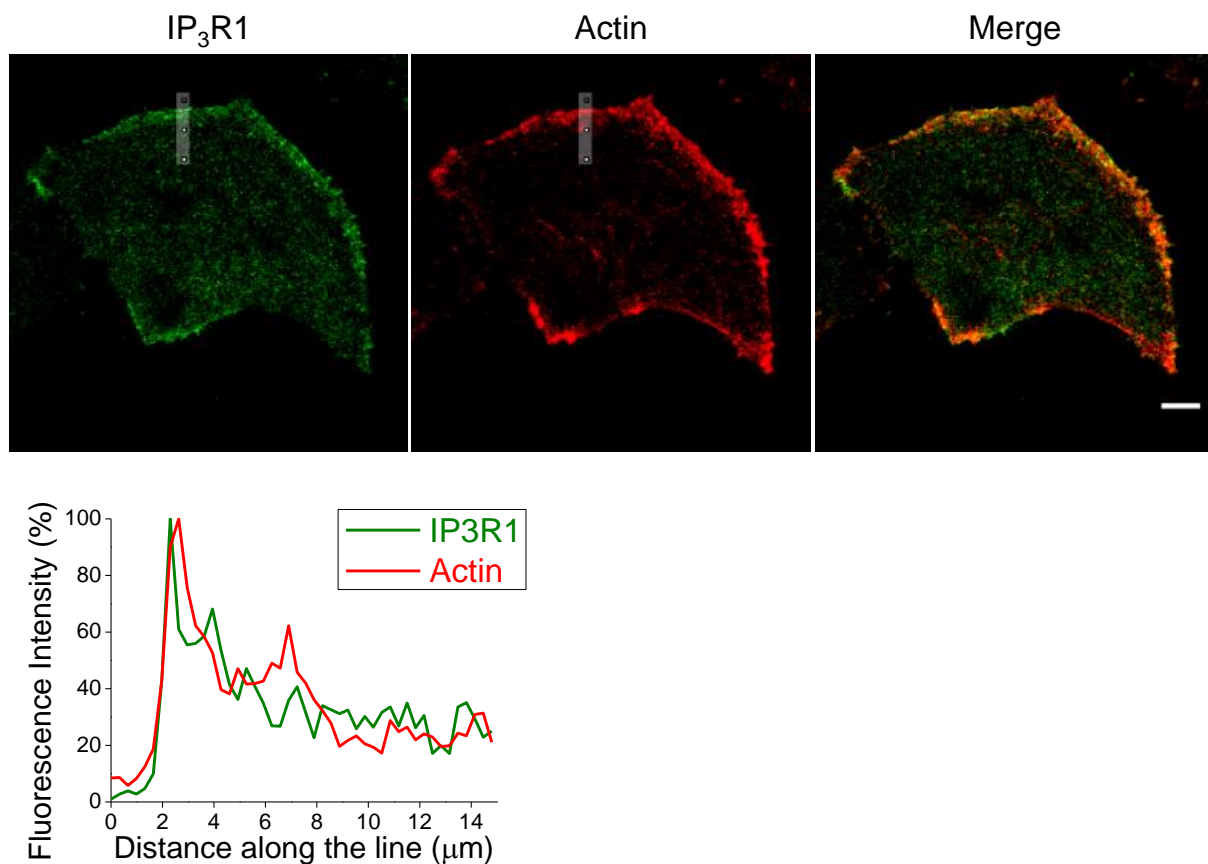 IP₃R1 Actin Merge
Fluorescence Intensity (%)
100
80
60
40
20
0
IP3R1
Actin
0 2 4 6 8 10 12 14
Distance along the line (μm)